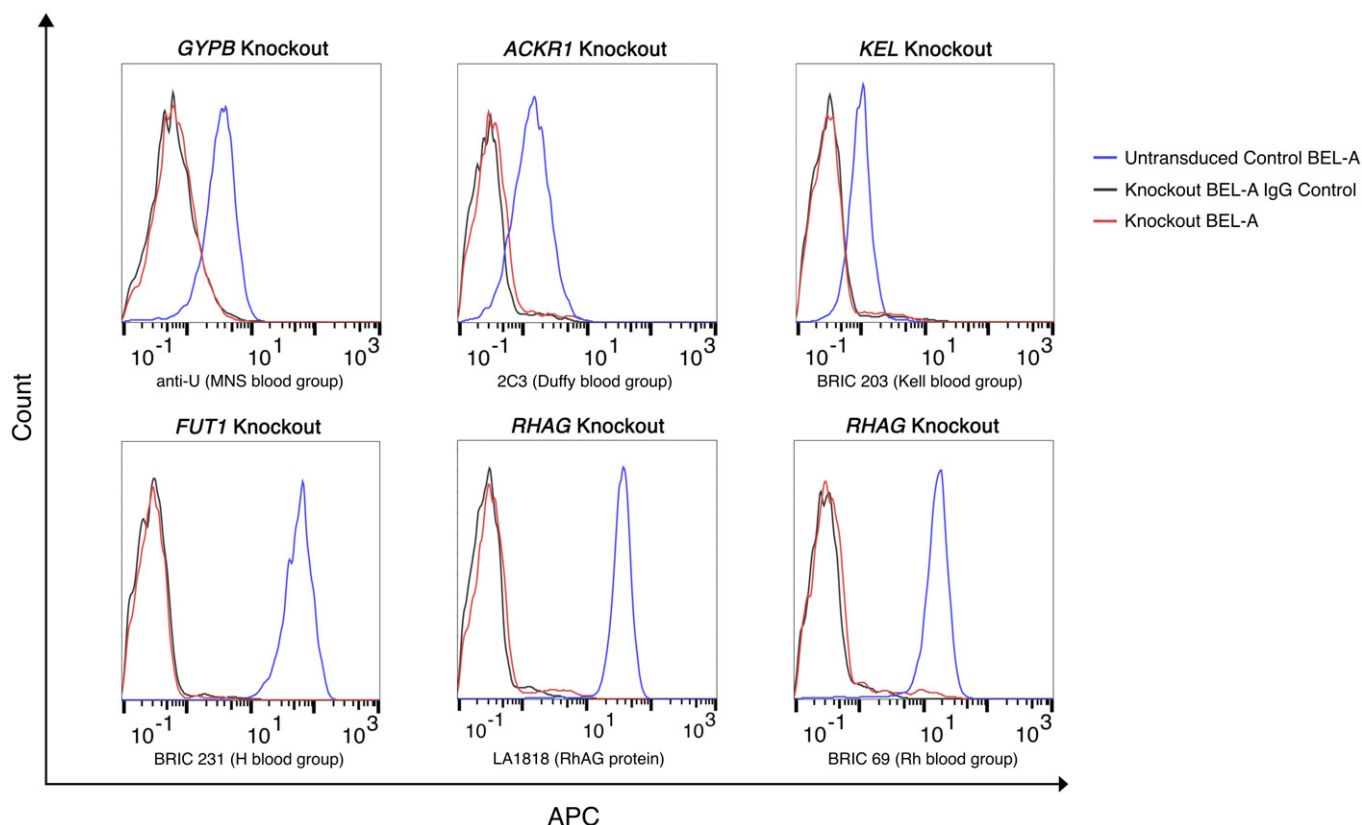 GYPB Knockout
ACKR1 Knockout
KEL Knockout
10-1 101 103
10-1 101 103
10-1 101 103
anti-U (MNS blood group)
2C3 (Duffy blood group)
BRIC 203 (Kell blood group)
Untransduced Control BEL-A
Knockout BEL-A IgG Control
Knockout BEL-A
Count
FUT1 Knockout
RHAG Knockout
RHAG Knockout
10-1 101 103
10-1 101 103
10-1 101 103
BRIC 231 (H blood group)
LA1818 (RhAG protein)
BRIC 69 (Rh blood group)
APC